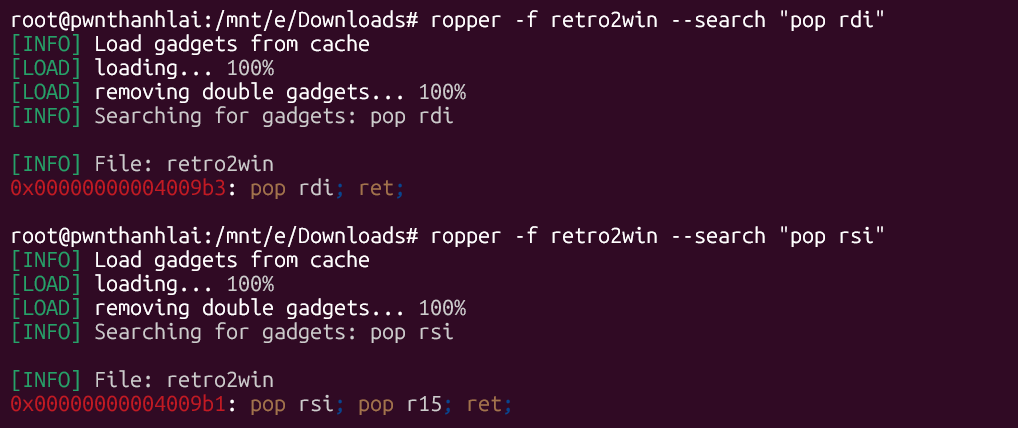 root@pwnthanhlai:/mnt/e/Downloads# ropper -f retro2win --search "pop rdi"
[INFO] Load gadgets from cache
[LOAD] loading... 100%
[LOAD] removing double gadgets... 100%
[INFO] Searching for gadgets: pop rdi
[INFO] File: retro2win
0x00000000004009b3: pop rdi; ret;
root@pwnthanhlai:/mnt/e/Downloads# ropper -f retro2win --search "pop rsi"
[INFO] Load gadgets from cache
[LOAD] loading... 100%
[LOAD] removing double gadgets... 100%
[INFO] Searching for gadgets: pop rsi
[INFO] File: retro2win
0x00000000004009b1: pop rsi; pop r15; ret;